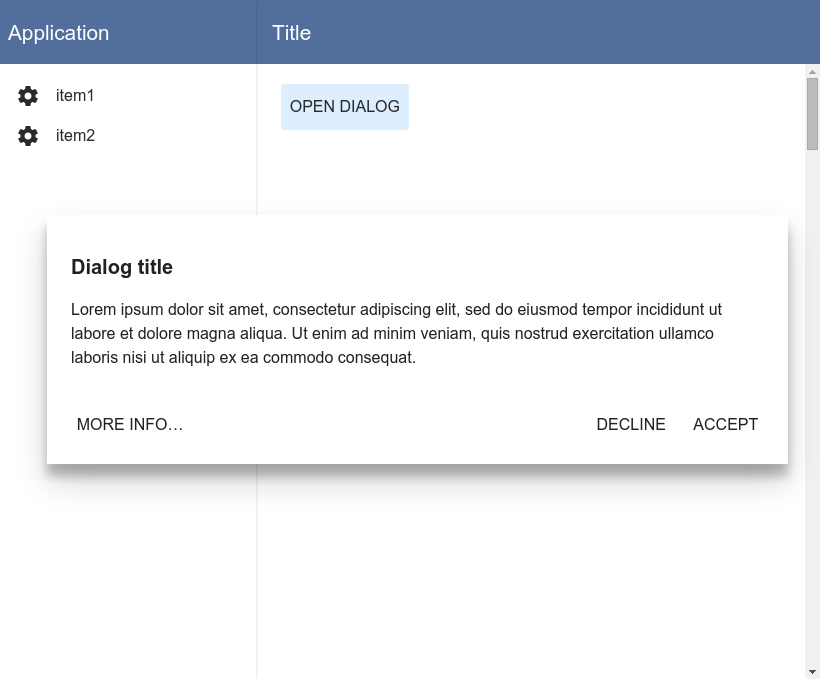 Application
Title
item1
item2
OPEN DIALOG
Dialog title
Lorem ipsum dolor sit amet, consectetur adipiscing elit, sed do eiusmod tempor incididunt ut
labore et dolore magna aliqua. Ut enim ad minim veniam, quis nostrud exercitation ullamco
laboris nisi ut aliquip ex ea commodo consequat.
MORE INFO…
DECLINE
ACCEPT